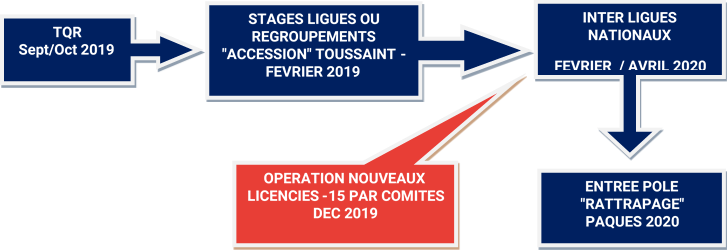 TQR
Sept/Oct 2019
STAGES LIGUES OU
REGROUPEMENTS
"ACCESSION" TOUSSAINT -
FEVRIER 2019
INTER LIGUES
NATIONAUX
FEVRIER / AVRIL 2020
OPERATION NOUVEAUX
LICENCIES -15 PAR COMITES
DEC 2019
ENTREE POLE
"RATTRAPAGE"
PAQUES 2020